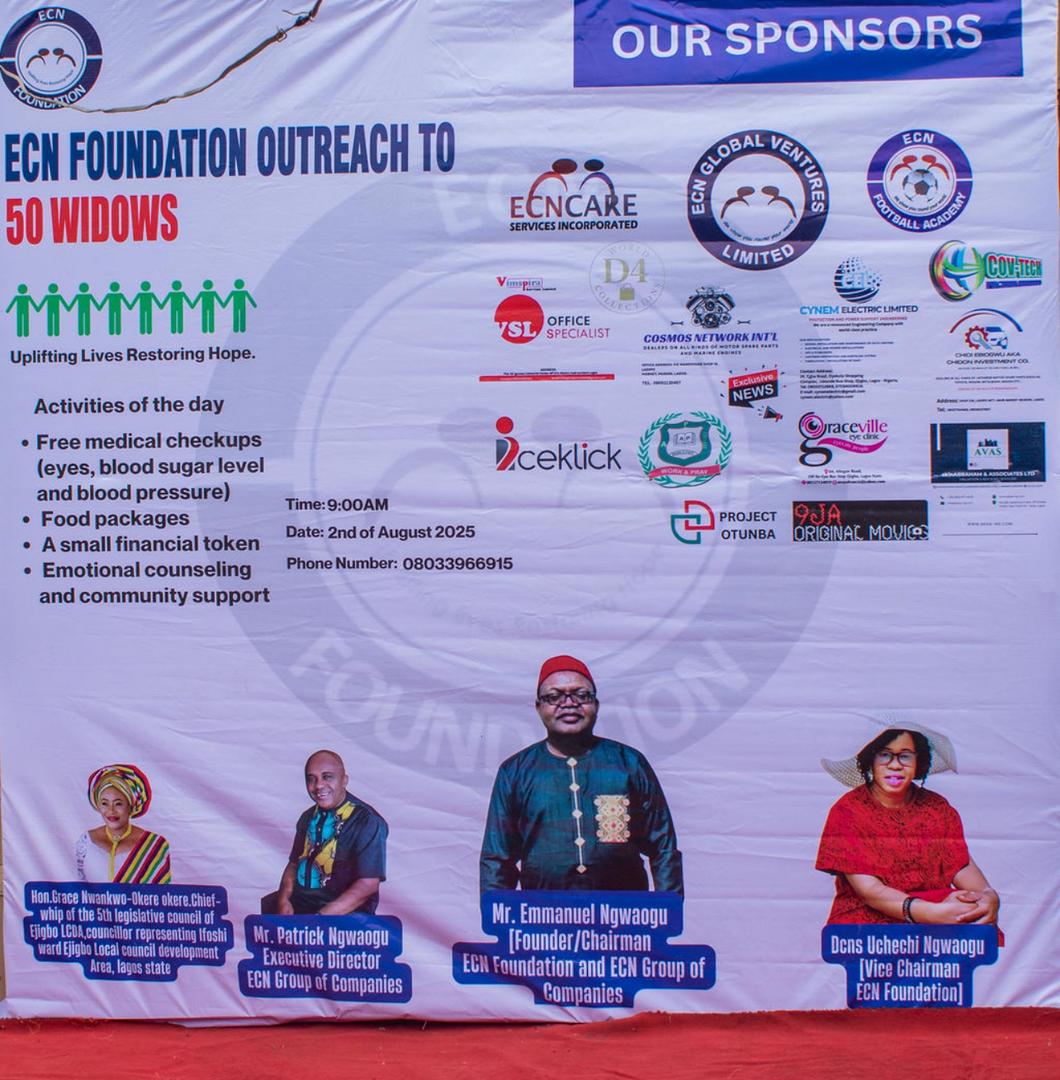 ECN
FOUNDATION
OUR SPONSORS
ECN FOUNDATION OUTREACH TO
50 WIDOWS
Uplifting Lives Restoring Hope.
Activities of the day
• Free medical checkups
(eyes, blood sugar level
and blood pressure)
• Food packages
• A small financial token
• Emotional counseling
and community support
Time: 9:00AM
Date: 2nd of August 2025
Phone Number: 08033966915
ECNCARE
SERVICES INCORPORATED
ECN GLOBAL VENTURES
LIMITED
ECN
FOOTBALL ACADEMY
WORLD
D4
COLLECTIONS
Vinspira
VSL OFFICE
SPECIALIST
COSMOS NETWORK INT'L
DEALERS ON ALL KINDS OF MOTOR SPARE PARTS
AND MARINE ENGINES
CEL
CYNEM ELECTRIC LIMITED
COV-TECH
CHIDI EBOGWU AKA
CHIDON INVESTMENT CO.
Exclusive
NEWS
iceklick
WORK & PRAY
Graceville
eye clinic
AVAS
PROJECT
OTUNBA
9JA
ORIGINAL MOVIES
FOUNDATION
Hon.Grace Nwankwo-Okere okere.Chief-
whip of the 5th legislative council of
Ejigbo LCDA,councillor representing Ifoshi
ward Ejigbo Local council development
Area, lagos state
Mr. Patrick Ngwaogu
Executive Director
ECN Group of Companies
Mr. Emmanuel Ngwaogu
[Founder/Chairman
ECN Foundation and ECN Group of
Companies
Dcns Uchechi Ngwaogu
[Vice Chairman
ECN Foundation]